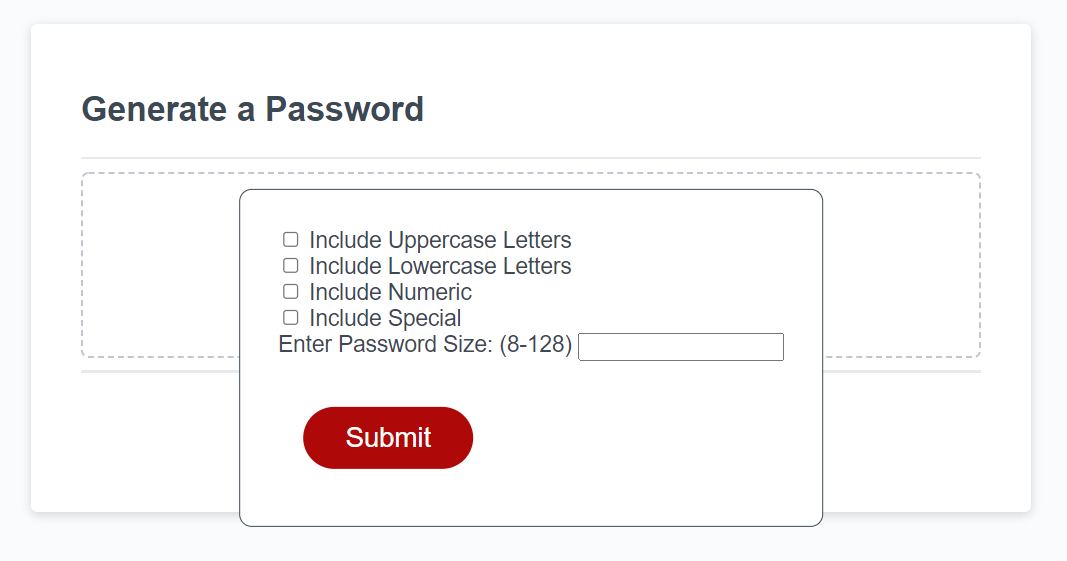 Generate a Password
Include Uppercase Letters
Include Lowercase Letters
Include Numeric
Include Special
Enter Password Size: (8-128)
Submit